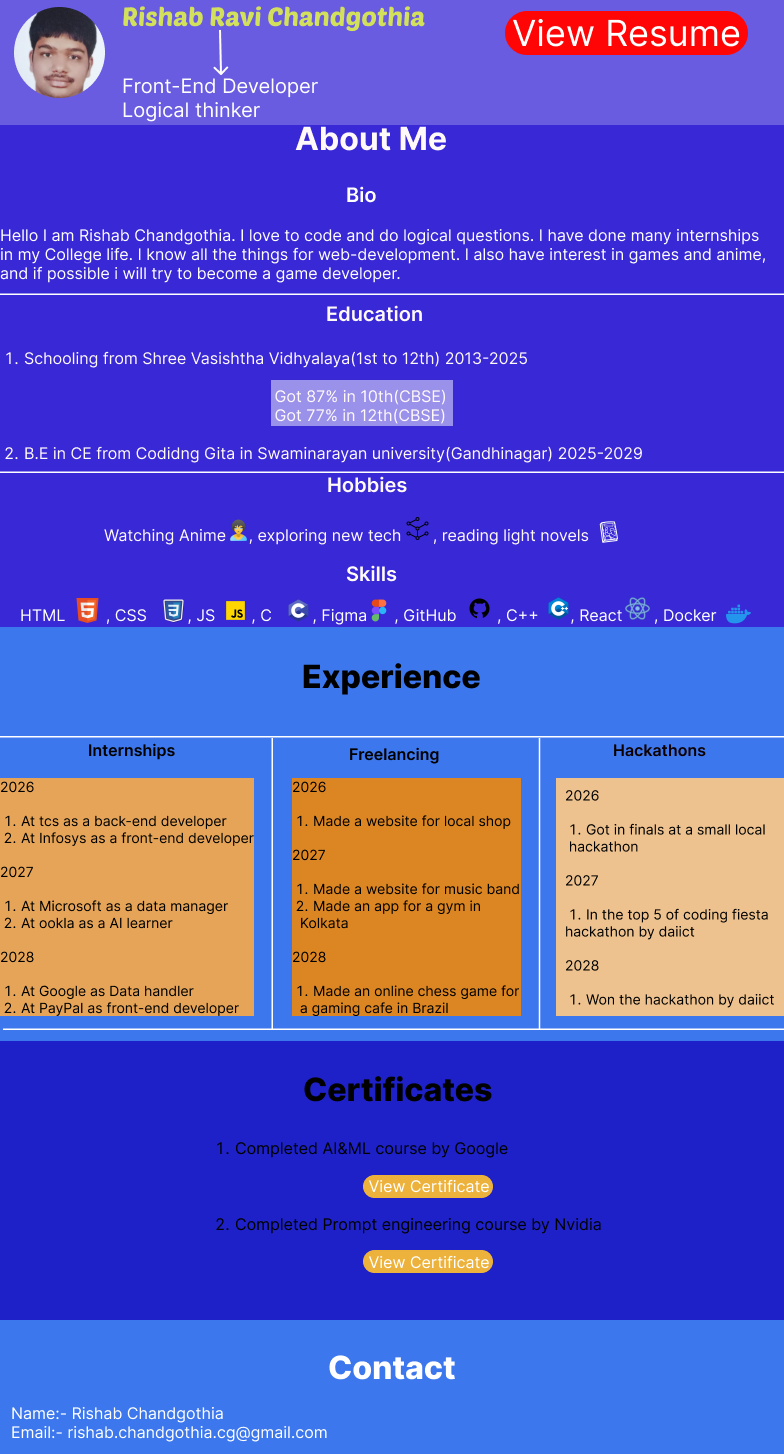 Rishab Ravi Chandgothia
View Resume
Front-End Developer
Logical thinker
About Me
Bio
Hello I am Rishab Chandgothia. I love to code and do logical questions. I have done many internships
in my College life. I know all the things for web-development. I also have interest in games and anime,
and if possible i will try to become a game developer.
Education
1. Schooling from Shree Vasishtha Vidhyalaya(1st to 12th) 2013-2025
Got 87% in 10th(CBSE)
Got 77% in 12th(CBSE)
2. B.E in CE from Codidng Gita in Swaminarayan university(Gandhinagar) 2025-2029
Hobbies
Watching Anime , exploring new tech , reading light novels
Skills
HTML 5 , CSS 3 , JS JS , C C , Figma , GitHub , C++ C++ , React , Docker
Experience
Internships
2026
1. At tcs as a back-end developer
2. At Infosys as a front-end developer
2027
1. At Microsoft as a data manager
2. At ookla as a AI learner
2028
1. At Google as Data handler
2. At PayPal as front-end developer
Freelancing
2026
1. Made a website for local shop
2027
1. Made a website for music band
2. Made an app for a gym in
Kolkata
2028
1. Made an online chess game for
a gaming cafe in Brazil
Hackathons
2026
1. Got in finals at a small local
hackathon
2027
1. In the top 5 of coding fiesta
hackathon by daiict
2028
1. Won the hackathon by daiict
Certificates
1. Completed AI&ML course by Google
View Certificate
2. Completed Prompt engineering course by Nvidia
View Certificate
Contact
Name:- Rishab Chandgothia
Email:- rishab.chandgothia.cg@gmail.com